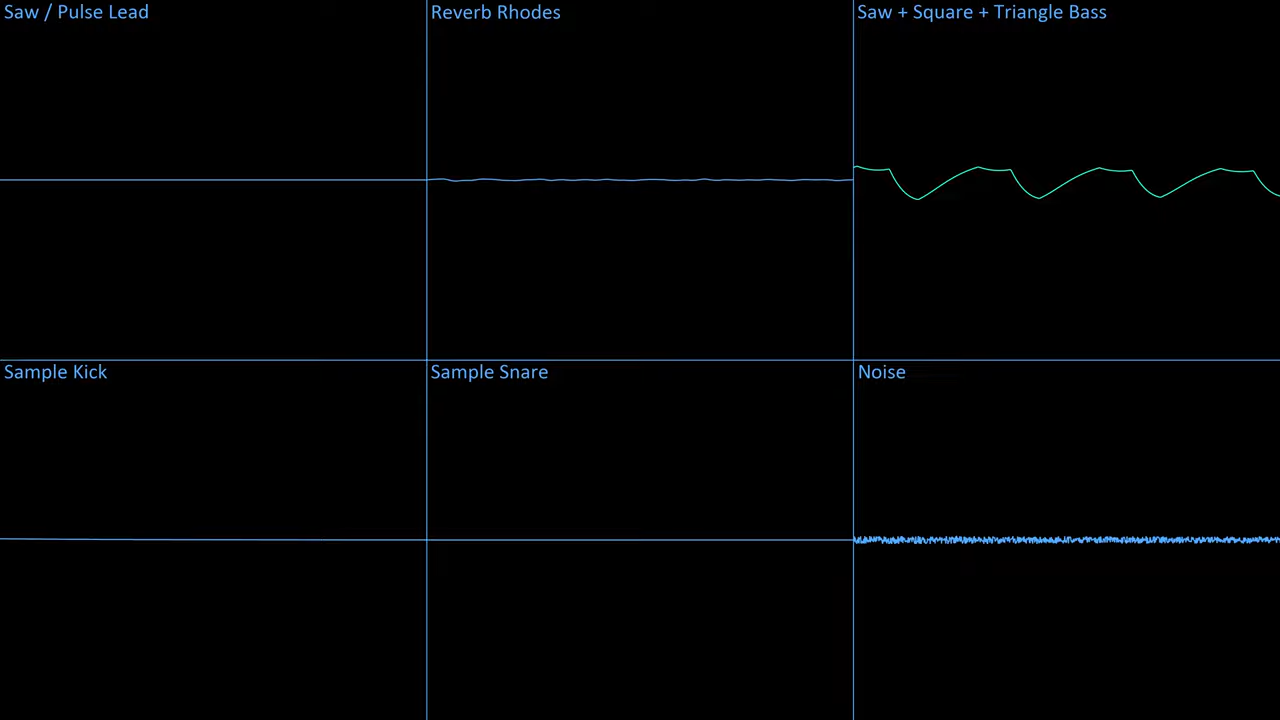 Saw / Pulse Lead
Reverb Rhodes
Saw + Square + Triangle Bass
Sample Kick
Sample Snare
Noise